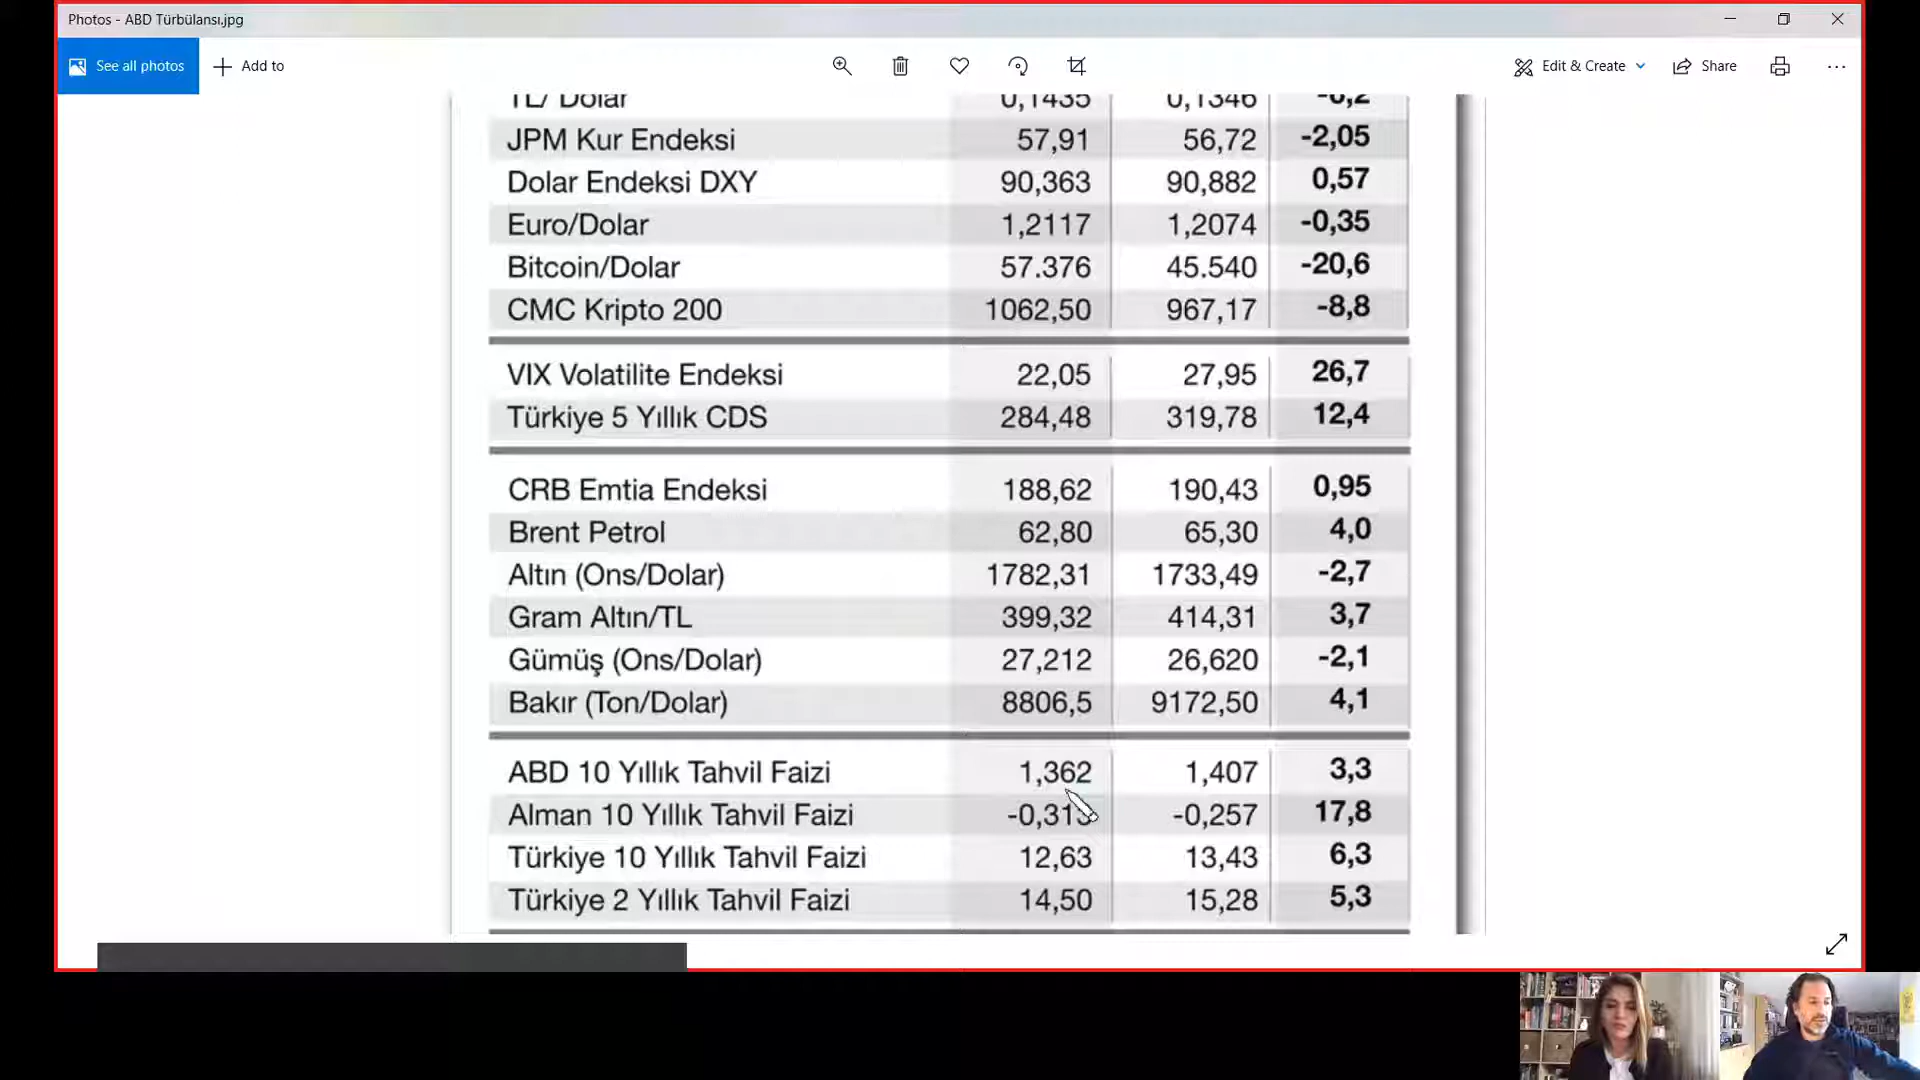 Photos - ABD Türbülansı.jpg
See all photos Add to Edit & Create Share
TL/ Dolar 0,1435 0,1346 -6,2
JPM Kur Endeksi 57,91 56,72 -2,05
Dolar Endeksi DXY 90,363 90,882 0,57
Euro/Dolar 1,2117 1,2074 -0,35
Bitcoin/Dolar 57.376 45.540 -20,6
CMC Kripto 200 1062,50 967,17 -8,8
VIX Volatilite Endeksi 22,05 27,95 26,7
Türkiye 5 Yıllık CDS 284,48 319,78 12,4
CRB Emtia Endeksi 188,62 190,43 0,95
Brent Petrol 62,80 65,30 4,0
Altın (Ons/Dolar) 1782,31 1733,49 -2,7
Gram Altın/TL 399,32 414,31 3,7
Gümüş (Ons/Dolar) 27,212 26,620 -2,1
Bakır (Ton/Dolar) 8806,5 9172,50 4,1
ABD 10 Yıllık Tahvil Faizi 1,362 1,407 3,3
Alman 10 Yıllık Tahvil Faizi -0,257 17,8
Türkiye 10 Yıllık Tahvil Faizi 12,63 13,43 6,3
Türkiye 2 Yıllık Tahvil Faizi 14,50 15,28 5,3